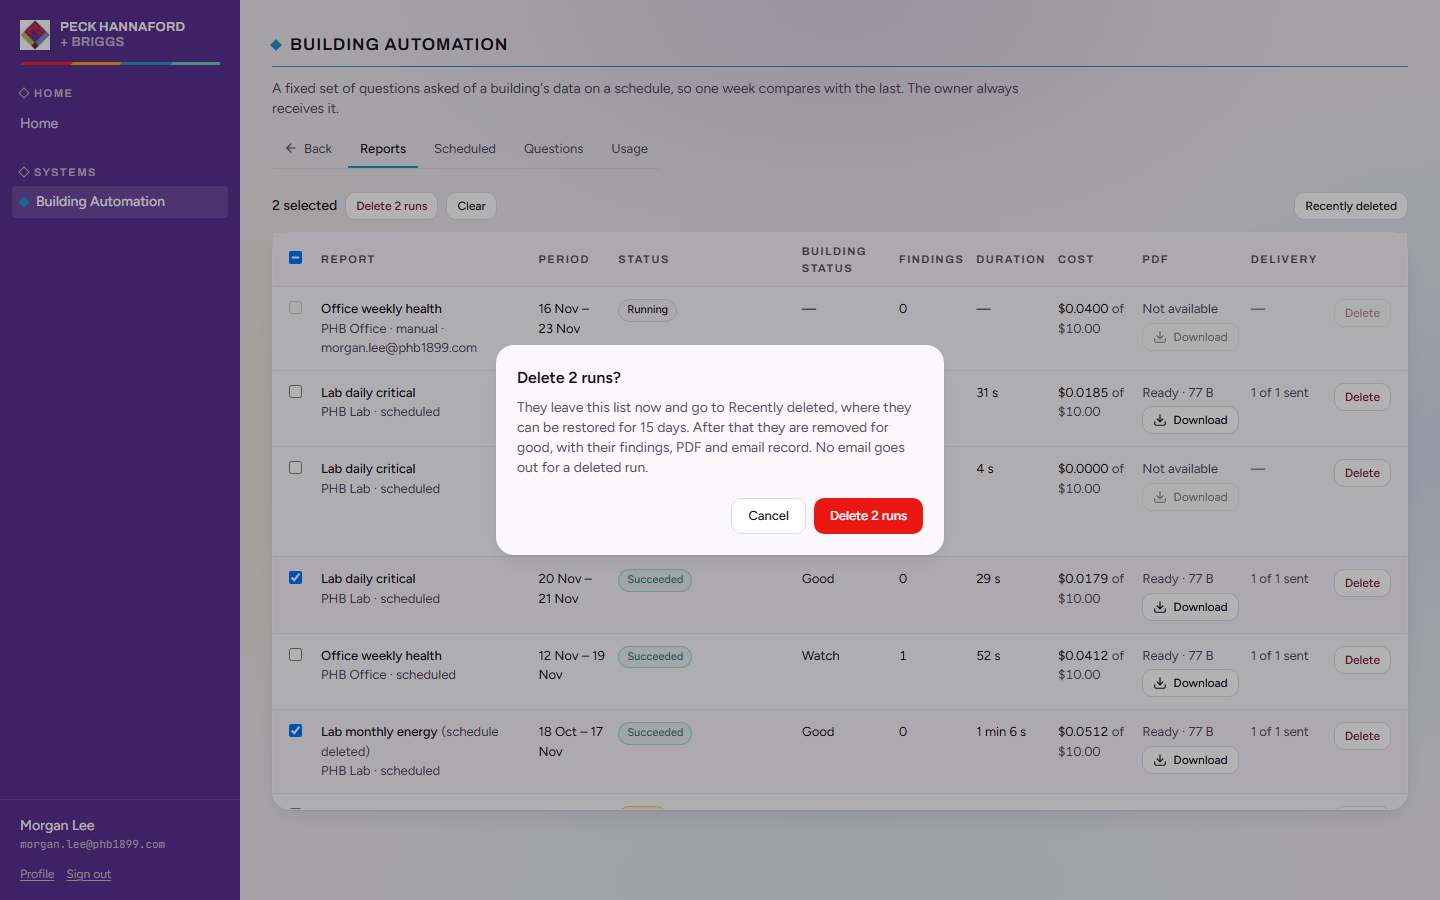 PECK HANNAFORD
+ BRIGGS
HOME
Home
SYSTEMS
Building Automation
Morgan Lee
morgan.lee@phb1899.com
Profile Sign out
BUILDING AUTOMATION
A fixed set of questions asked of a building's data on a schedule, so one week compares with the last. The owner always
receives it.
Back Reports Scheduled Questions Usage
2 selected Delete 2 runs Clear Recently deleted
REPORT PERIOD STATUS BUILDING STATUS FINDINGS DURATION COST PDF DELIVERY
Office weekly health 16 Nov – Running — 0 — $0.0400 of Not available — Delete
PHB Office · manual · 23 Nov $10.00 Download
morgan.lee@phb1899.com
Lab daily critical 31 s $0.0185 of Ready · 77 B 1 of 1 sent Delete
PHB Lab · scheduled $10.00 Download
Lab daily critical 4 s $0.0000 of Not available — Delete
PHB Lab · scheduled $10.00 Download
Delete 2 runs?
They leave this list now and go to Recently deleted, where they
can be restored for 15 days. After that they are removed for
good, with their findings, PDF and email record. No email goes
out for a deleted run.
Cancel Delete 2 runs
Lab daily critical 20 Nov – Succeeded Good 0 29 s $0.0179 of Ready · 77 B 1 of 1 sent Delete
PHB Lab · scheduled 21 Nov $10.00 Download
Office weekly health 12 Nov – 19 Succeeded Watch 1 52 s $0.0412 of Ready · 77 B 1 of 1 sent Delete
PHB Office · scheduled Nov $10.00 Download
Lab monthly energy (schedule 18 Oct – 17 Succeeded Good 0 1 min 6 s $0.0512 of Ready · 77 B 1 of 1 sent Delete
deleted) Nov $10.00 Download
PHB Lab · scheduled